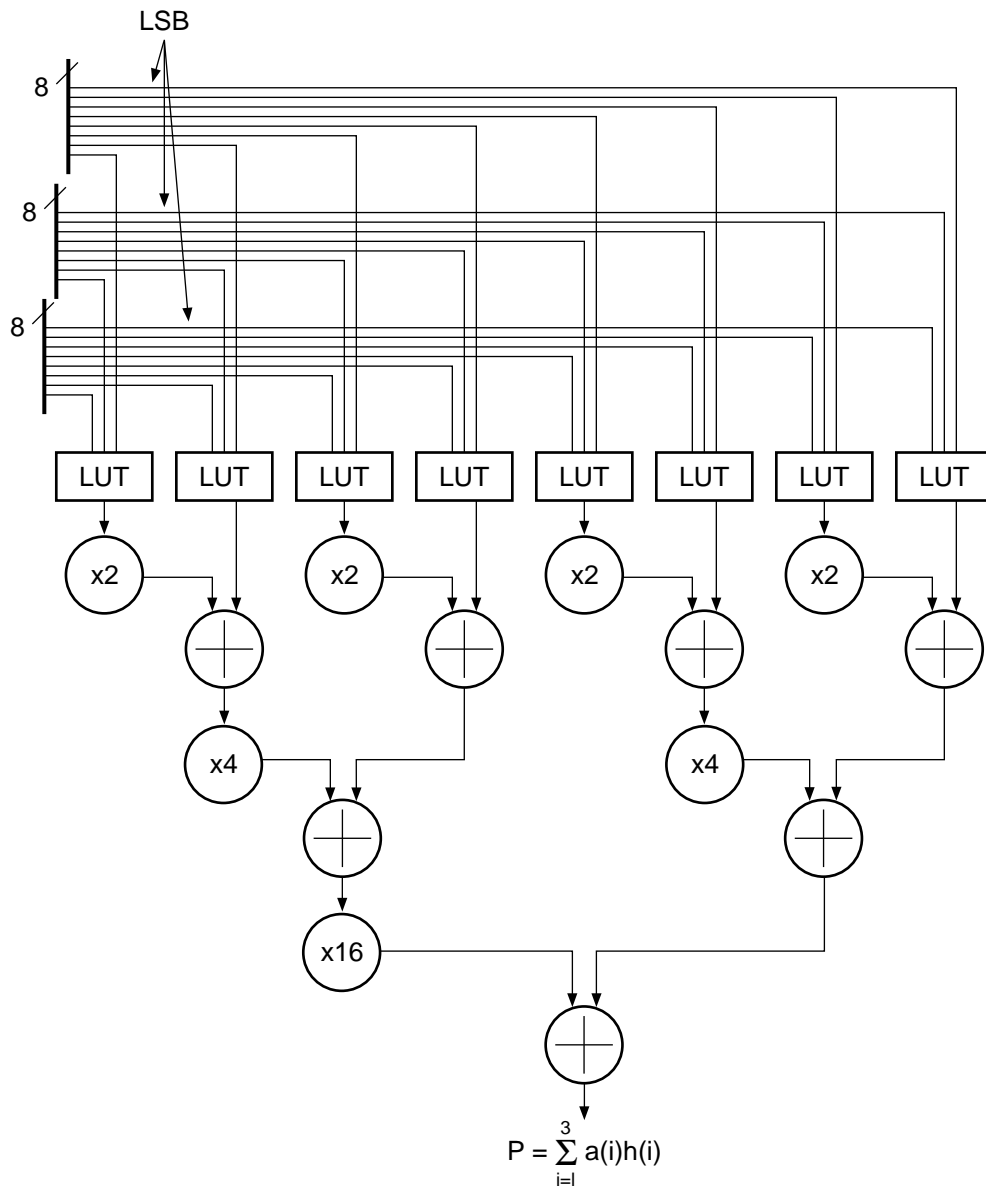 LSB
8
8
8
LUT LUT LUT LUT LUT LUT LUT LUT
x2 x2 x2 x2
x4 x4
x16
3
P = Σ a(i)h(i)
i=l